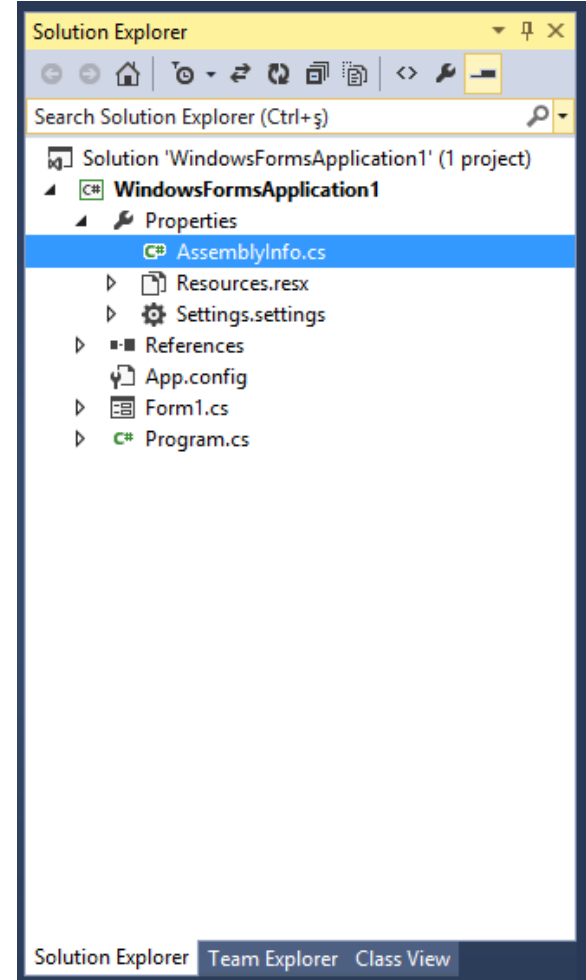 Solution Explorer
Search Solution Explorer (Ctrl+ş)
Solution 'WindowsFormsApplication1' (1 project)
C# WindowsFormsApplication1
Properties
C# AssemblyInfo.cs
Resources.resx
Settings.settings
References
App.config
Form1.cs
C# Program.cs
Solution Explorer Team Explorer Class View